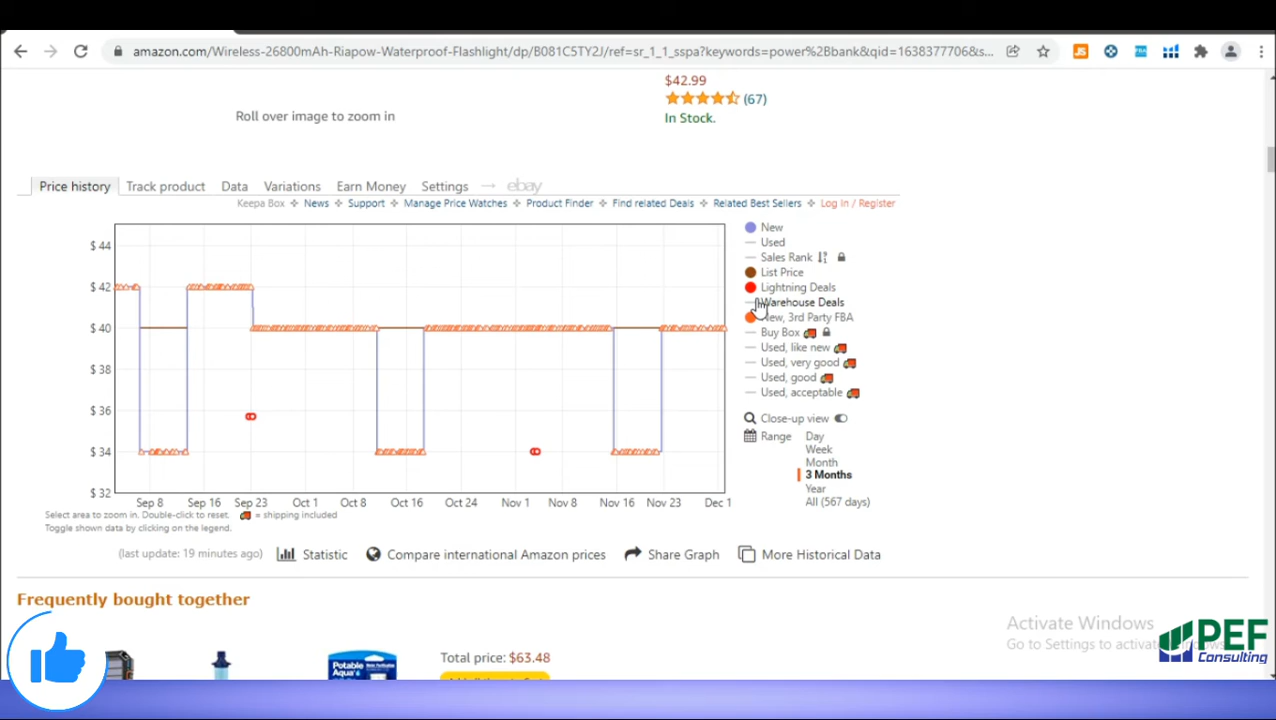 amazon.com/Wireless-26800mAh-Riapow-Waterproof-Flashlight/dp/B081C5TY2J/ref=sr_1_1_sspa?keywords=power%2Bbank&qid=1638377706&s...
JS
FBA
$42.99
(67)
In Stock.
Roll over image to zoom in
Price history Track product Data Variations Earn Money Settings → ebay
Keepa Box News Support Manage Price Watches Product Finder Find related Deals Related Best Sellers Log In / Register
$ 44
$ 42
$ 40
$ 38
$ 36
$ 34
$ 32
Sep 8 Sep 16 Sep 23 Oct 1 Oct 8 Oct 16 Oct 24 Nov 1 Nov 8 Nov 16 Nov 23 Dec 1
New
Used
Sales Rank
List Price
Lightning Deals
Warehouse Deals
New, 3rd Party FBA
Buy Box
Used, like new
Used, very good
Used, good
Used, acceptable
Close-up view
Range
Day
Week
Month
3 Months
Year
All (567 days)
Select area to zoom in. Double-click to reset. = shipping included
Toggle shown data by clicking on the legend.
(last update: 19 minutes ago) Statistic Compare international Amazon prices Share Graph More Historical Data
Frequently bought together
Potable
Aqua
Total price: $63.48
Activate Windows
Go to Settings to activate
PEF
Consulting